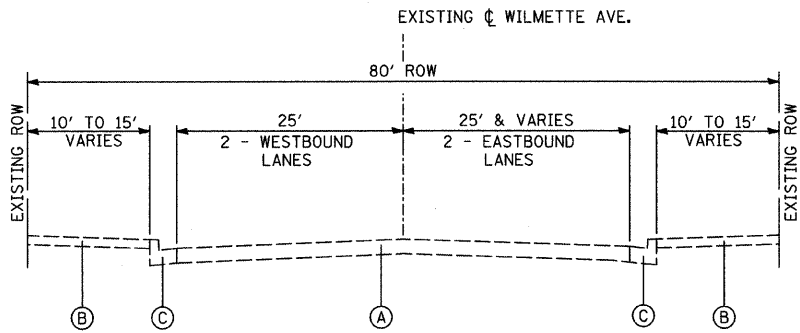 EXISTING ℄ WILMETTE AVE.
80' ROW
10' TO 15'
VARIES
25'
2 - WESTBOUND
LANES
25' & VARIES
2 - EASTBOUND
LANES
10' TO 15'
VARIES
EXISTING ROW
EXISTING ROW
B
C
A
C
B